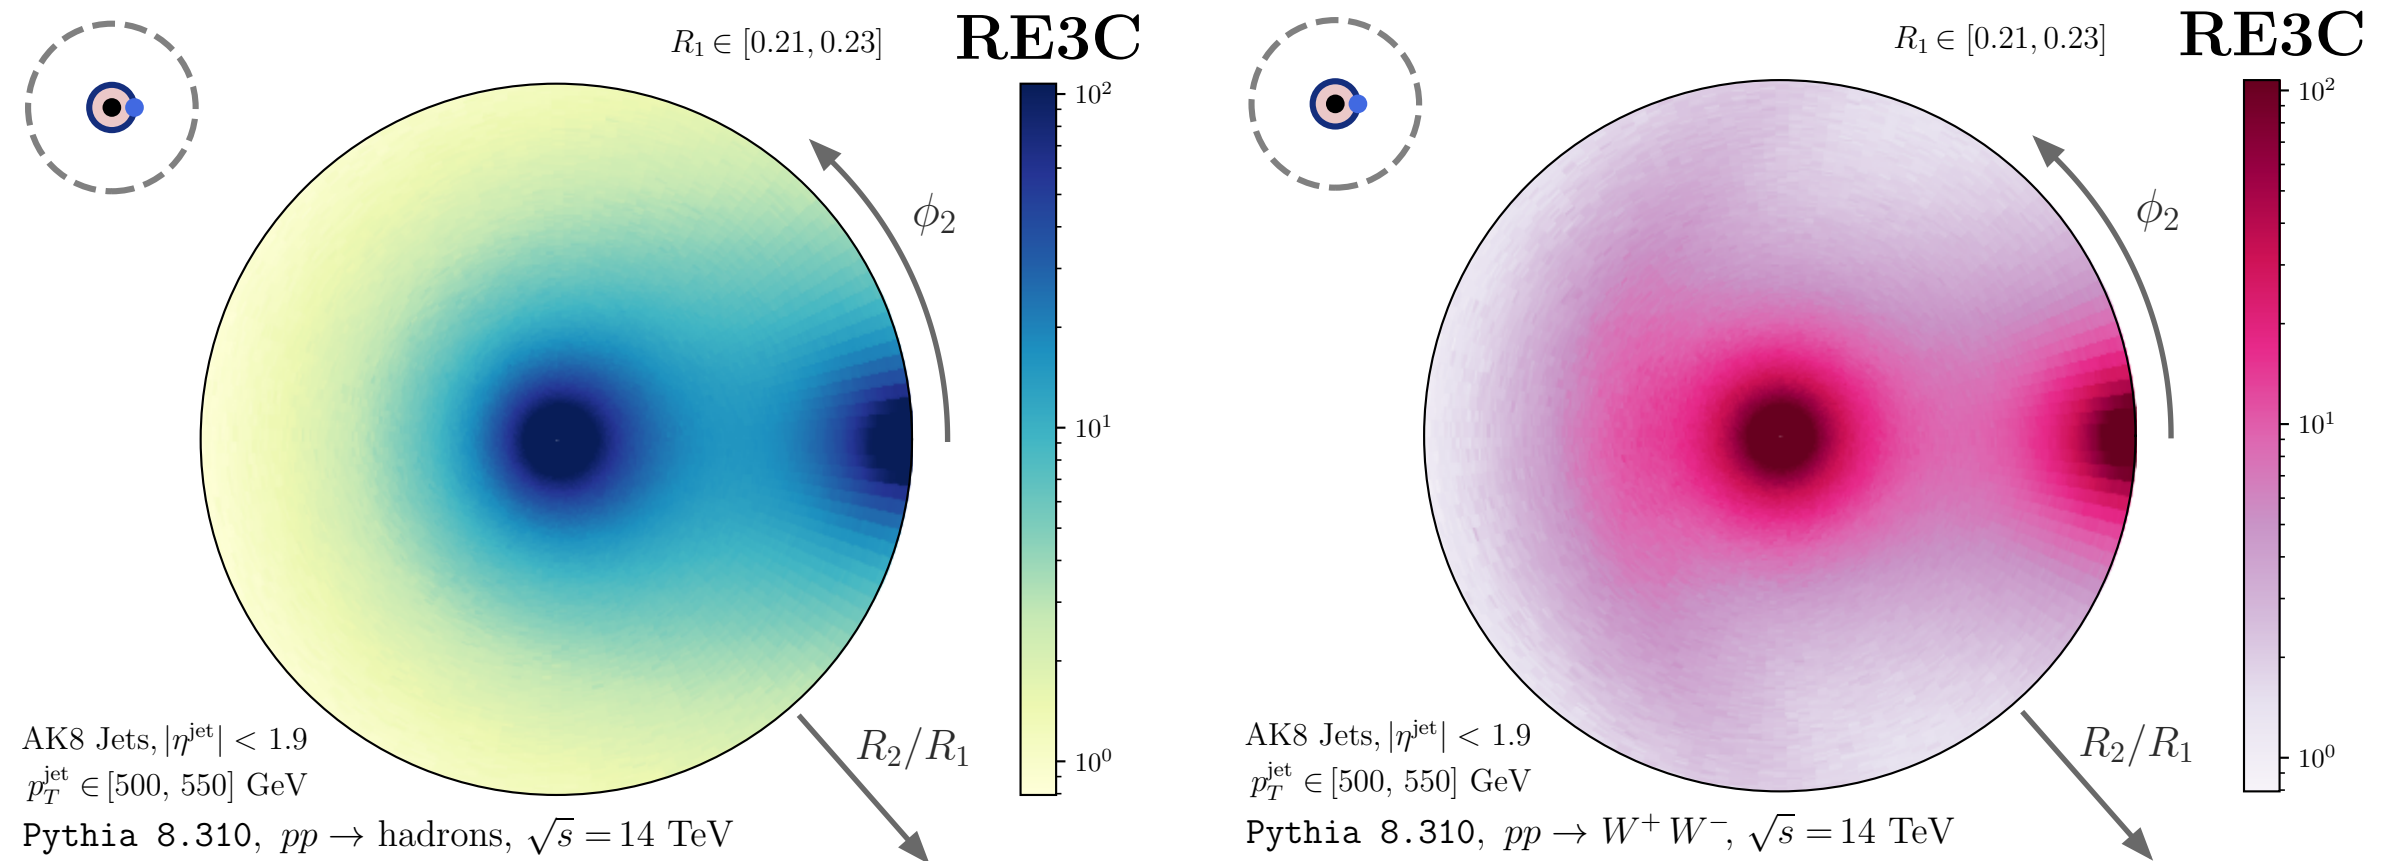 R₁ ∈ [0.21, 0.23]
RE3C
10²
10¹
10⁰
ϕ₂
R₂/R₁
AK8 Jets, |η^jet| < 1.9
p_T^jet ∈ [500, 550] GeV
Pythia 8.310, pp → hadrons, √s = 14 TeV
R₁ ∈ [0.21, 0.23]
RE3C
10²
10¹
10⁰
ϕ₂
R₂/R₁
AK8 Jets, |η^jet| < 1.9
p_T^jet ∈ [500, 550] GeV
Pythia 8.310, pp → W⁺ W⁻, √s = 14 TeV